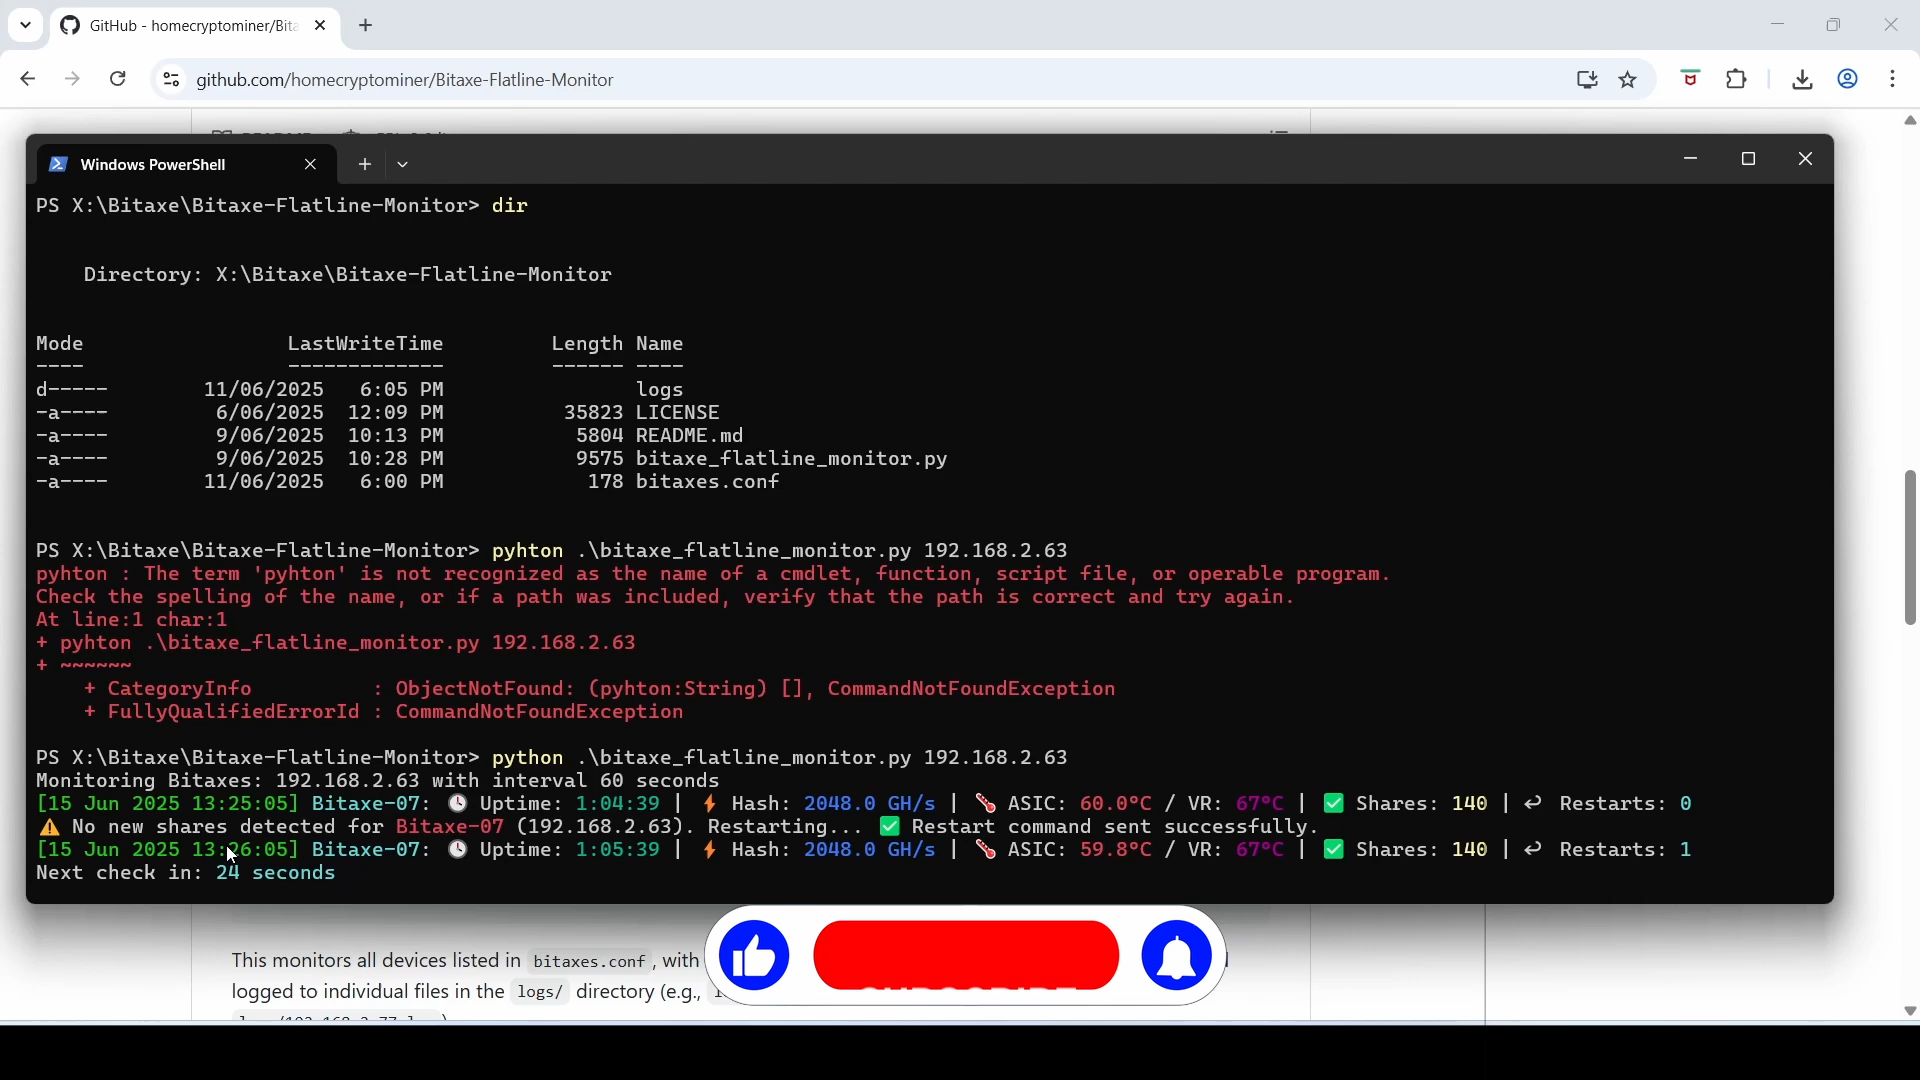 GitHub - homecryptominer/Bita
github.com/homecryptominer/Bitaxe-Flatline-Monitor
Windows PowerShell
PS X:\Bitaxe\Bitaxe-Flatline-Monitor> dir
Directory: X:\Bitaxe\Bitaxe-Flatline-Monitor
Mode LastWriteTime Length Name
---- ------------- ------ ----
d----- 11/06/2025 6:05 PM logs
-a---- 6/06/2025 12:09 PM 35823 LICENSE
-a---- 9/06/2025 10:13 PM 5804 README.md
-a---- 9/06/2025 10:28 PM 9575 bitaxe_flatline_monitor.py
-a---- 11/06/2025 6:00 PM 178 bitaxes.conf
PS X:\Bitaxe\Bitaxe-Flatline-Monitor> pyhton .\bitaxe_flatline_monitor.py 192.168.2.63
pyhton : The term 'pyhton' is not recognized as the name of a cmdlet, function, script file, or operable program.
Check the spelling of the name, or if a path was included, verify that the path is correct and try again.
At line:1 char:1
+ pyhton .\bitaxe_flatline_monitor.py 192.168.2.63
+ ~~~~~~
+ CategoryInfo : ObjectNotFound: (pyhton:String) [], CommandNotFoundException
+ FullyQualifiedErrorId : CommandNotFoundException
PS X:\Bitaxe\Bitaxe-Flatline-Monitor> python .\bitaxe_flatline_monitor.py 192.168.2.63
Monitoring Bitaxes: 192.168.2.63 with interval 60 seconds
[15 Jun 2025 13:25:05] Bitaxe-07: 🕒 Uptime: 1:04:39 | ⚡ Hash: 2048.0 GH/s | 🌡 ASIC: 60.0°C / VR: 67°C | ✅ Shares: 140 | ↩ Restarts: 0
⚠ No new shares detected for Bitaxe-07 (192.168.2.63). Restarting... ✅ Restart command sent successfully.
[15 Jun 2025 13:26:05] Bitaxe-07: 🕒 Uptime: 1:05:39 | ⚡ Hash: 2048.0 GH/s | 🌡 ASIC: 59.8°C / VR: 67°C | ✅ Shares: 140 | ↩ Restarts: 1
Next check in: 24 seconds
This monitors all devices listed in bitaxes.conf, with
logged to individual files in the logs/ directory (e.g.,